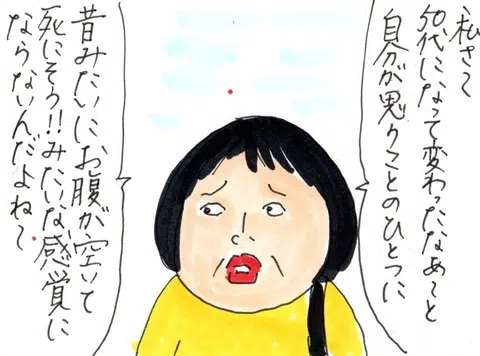 私さて
50代になって変わったなぁ〜と
自分が思うことのひとつに
昔みたいにお腹が空いて
死にそう!!みたいな感覚に
ならないんだよね〜